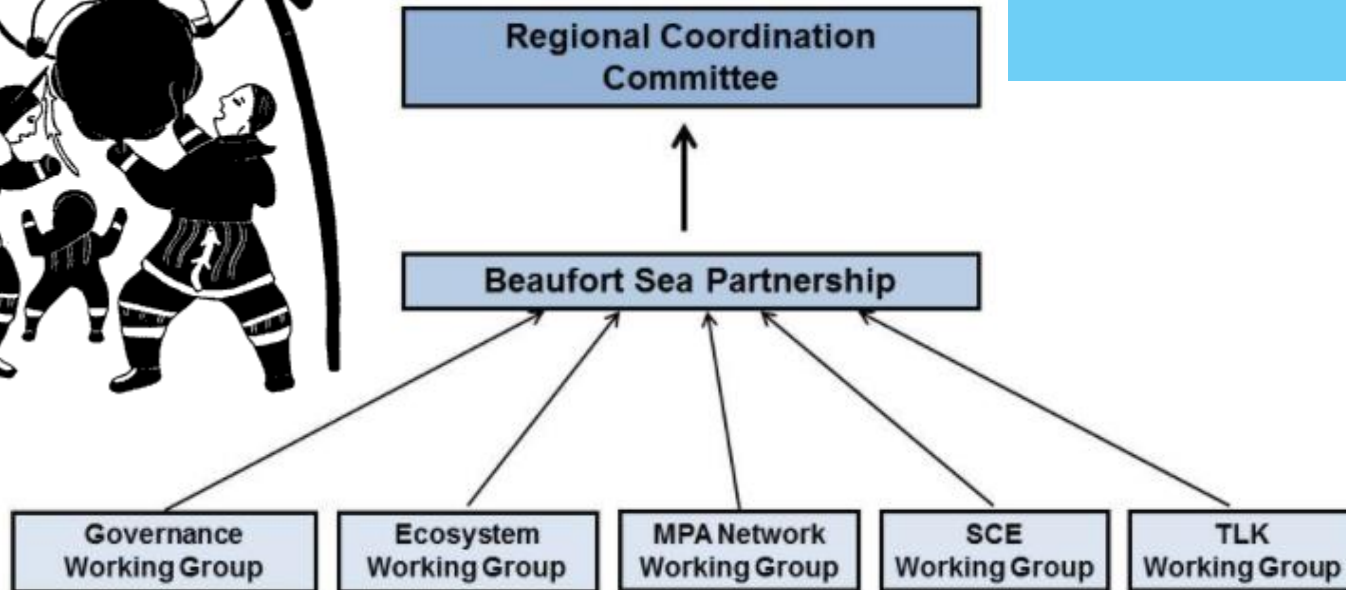 Regional Coordination
Committee
Beaufort Sea Partnership
Governance
Working Group
Ecosystem
Working Group
MPA Network
Working Group
SCE
Working Group
TLK
Working Group